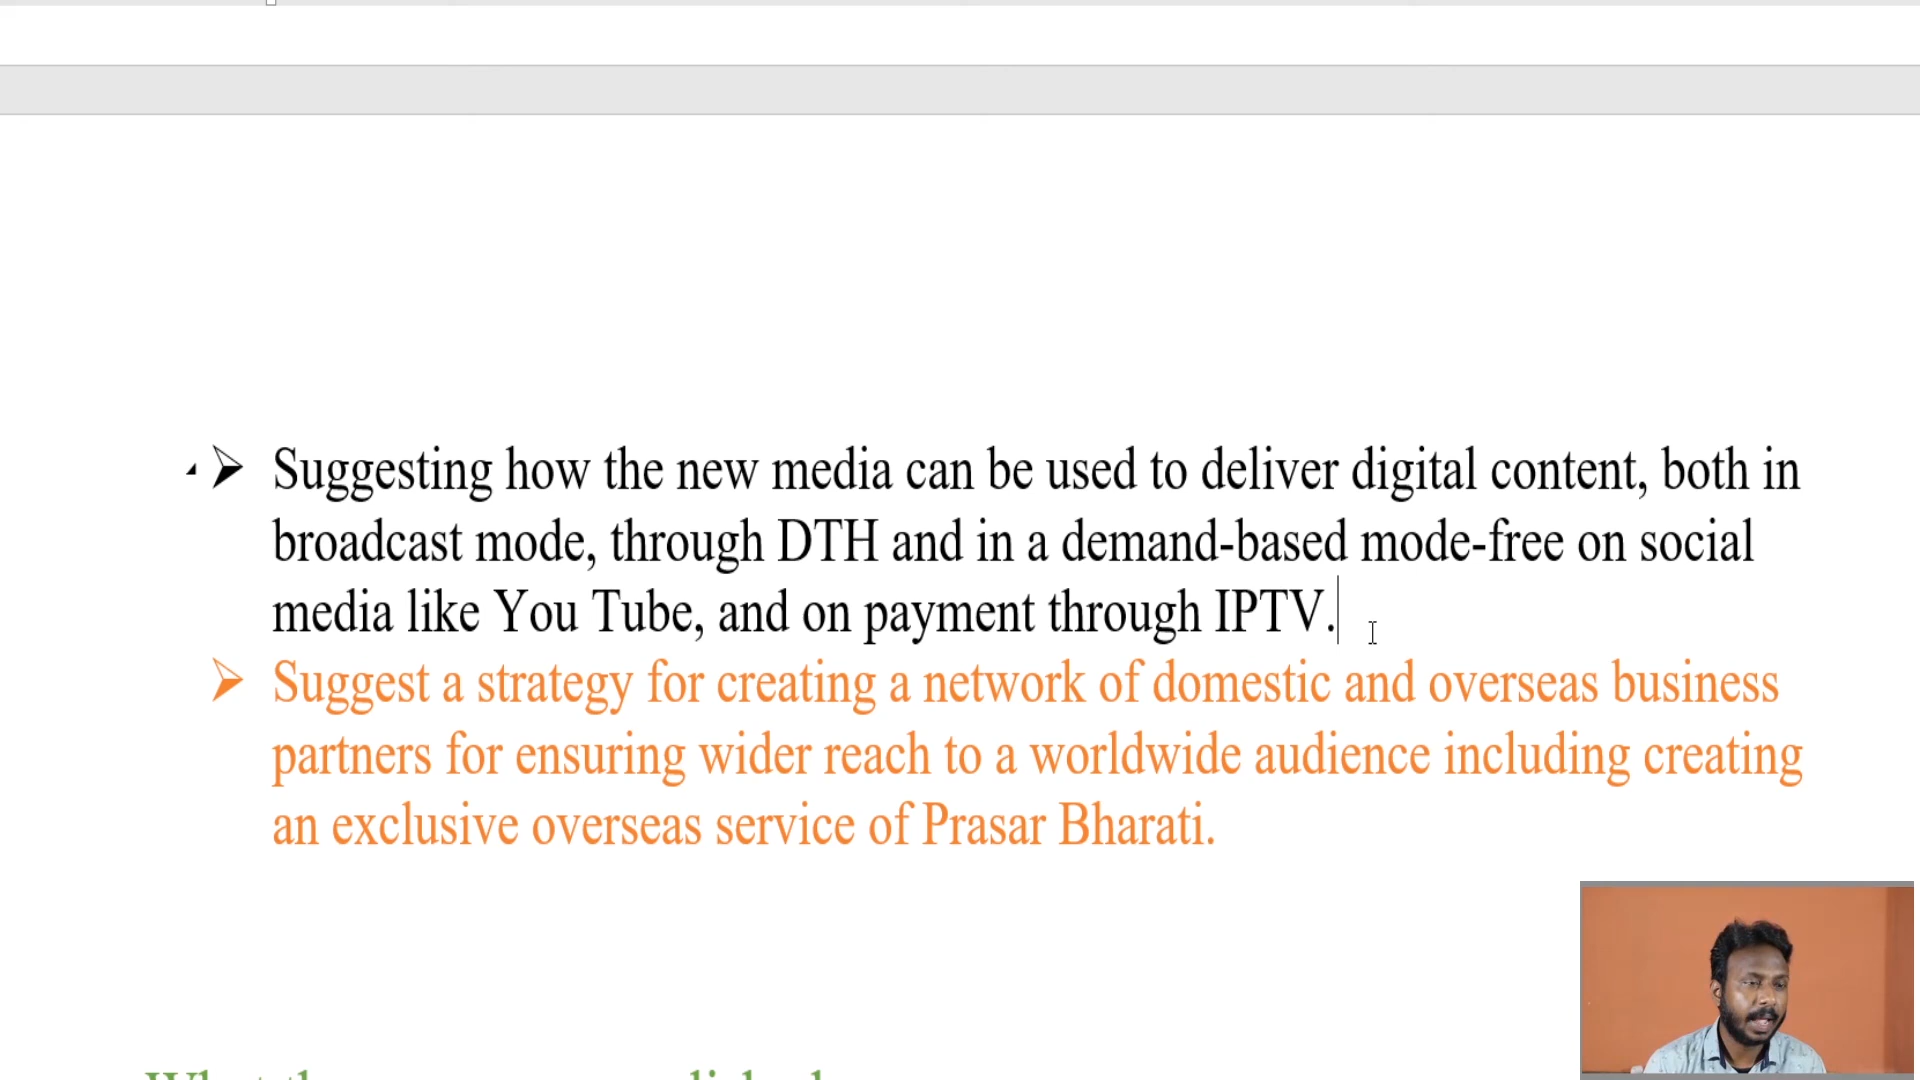 Suggesting how the new media can be used to deliver digital content, both in
broadcast mode, through DTH and in a demand-based mode-free on social
media like You Tube, and on payment through IPTV.
Suggest a strategy for creating a network of domestic and overseas business
partners for ensuring wider reach to a worldwide audience including creating
an exclusive overseas service of Prasar Bharati.